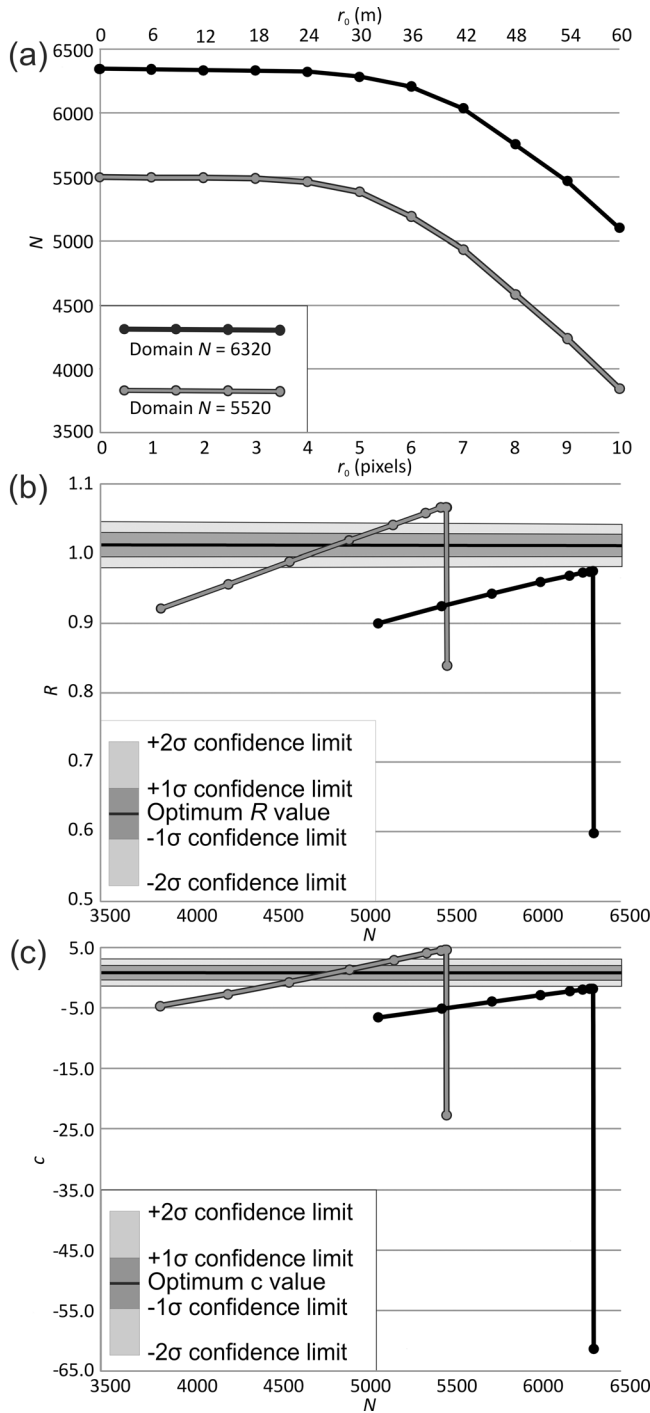 r₀ (m)
0 6 12 18 24 30 36 42 48 54 60
(a)
6500
6000
5500
5000
4500
4000
3500
N
Domain N = 6320
Domain N = 5520
0 1 2 3 4 5 6 7 8 9 10
r₀ (pixels)
(b)
1.1
1.0
0.9
0.8
0.7
0.6
0.5
R
+2σ confidence limit
+1σ confidence limit
Optimum R value
-1σ confidence limit
-2σ confidence limit
3500 4000 4500 5000 5500 6000 6500
N
(c)
5.0
-5.0
-15.0
-25.0
-35.0
-45.0
-55.0
-65.0
c
+2σ confidence limit
+1σ confidence limit
Optimum c value
-1σ confidence limit
-2σ confidence limit
3500 4000 4500 5000 5500 6000 6500
N